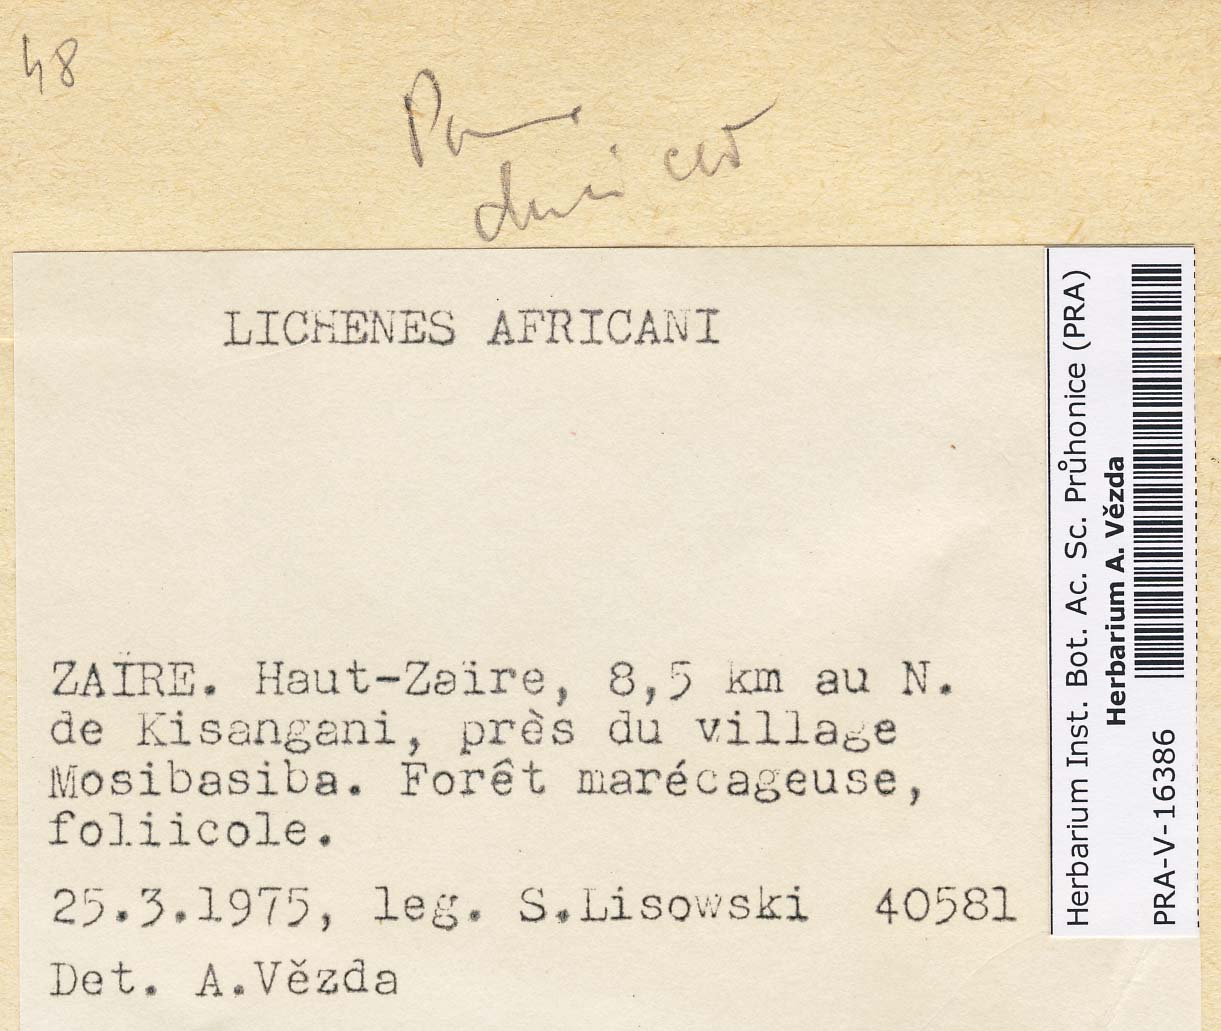 48
LICHENES AFRICANI
ZAÏRE. Haut-Zaïre, 8,5 km au N.
de Kisangani, près du village
Mosibasiba. Forêt marécageuse,
foliicole.
25.3.1975, leg. S.Lisowski 40581
Det. A.Vězda
Herbarium Inst. Bot. Ac. Sc. Průhonice (PRA)
Herbarium A. Vězda
PRA-V-16386